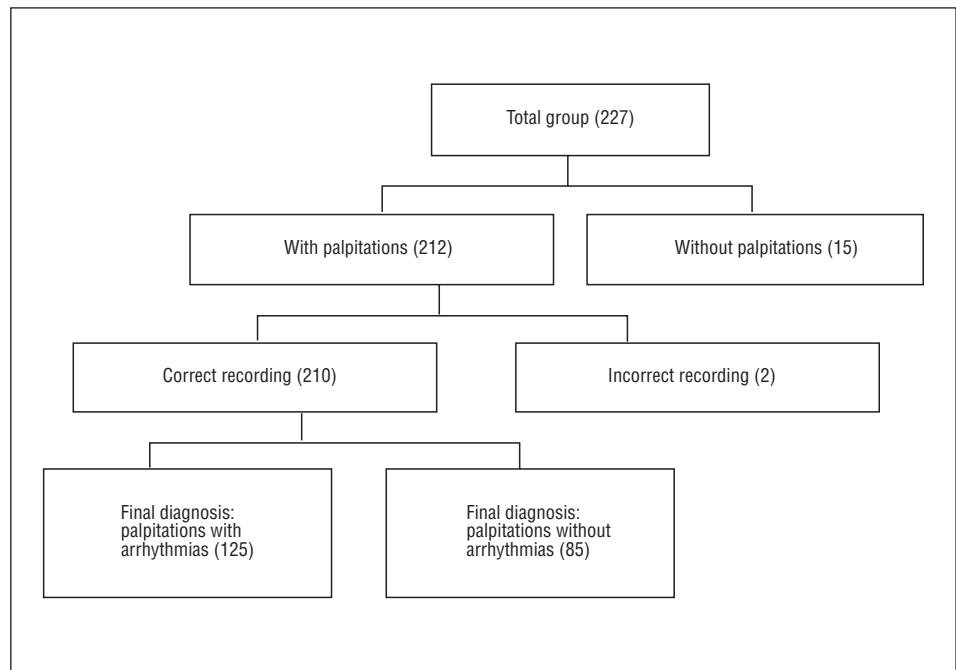 Total group (227)
With palpitations (212)
Without palpitations (15)
Correct recording (210)
Incorrect recording (2)
Final diagnosis:
palpitations with
arrhythmias (125)
Final diagnosis:
palpitations without
arrhythmias (85)